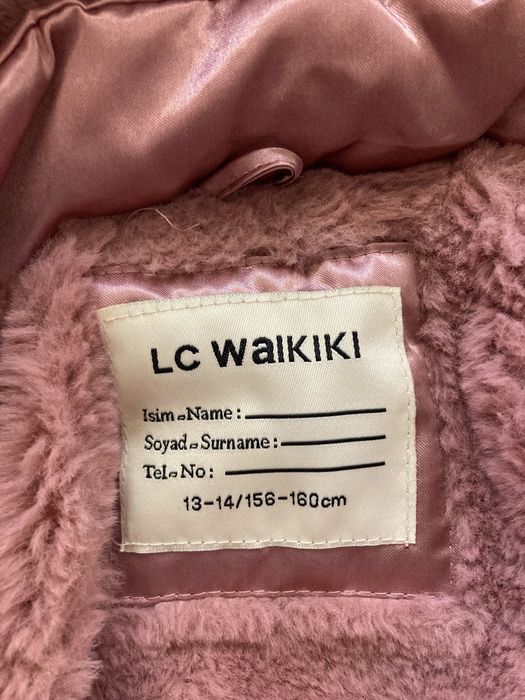 LC WaIKIKI
Isim-Name:
Soyad-Surname:
Tel-No:
13-14/156-160cm